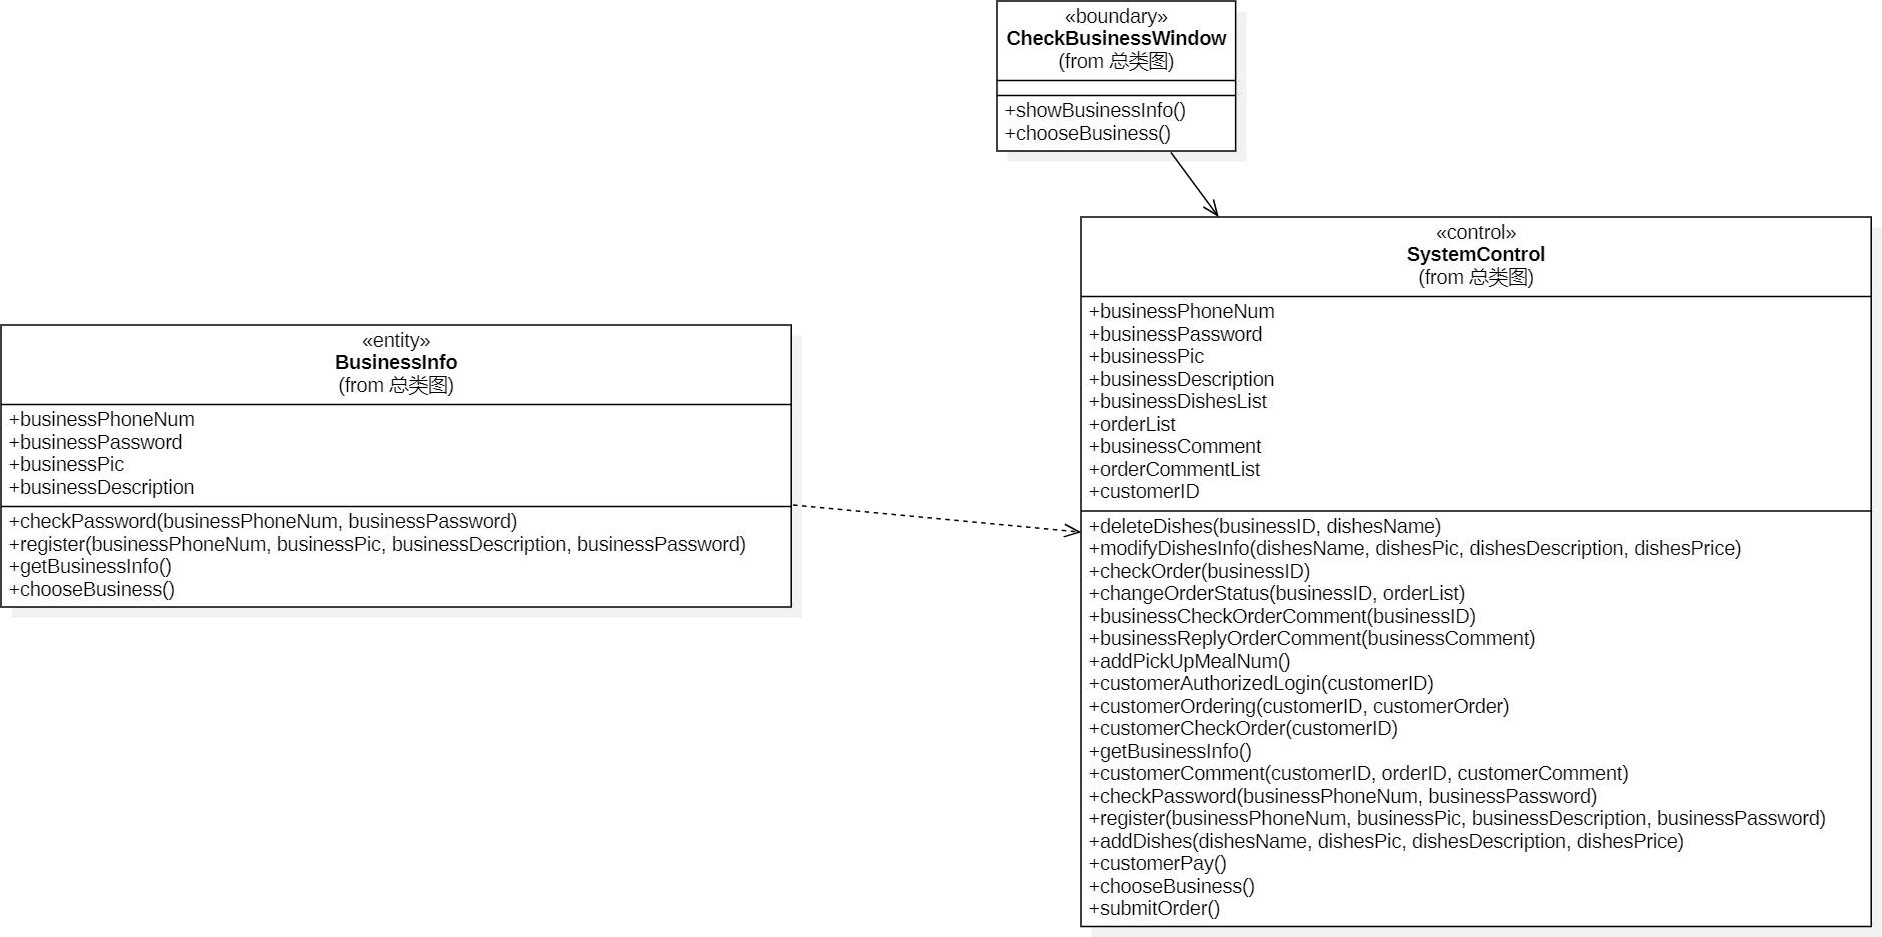 «boundary»
CheckBusinessWindow
(from 总类图)
+showBusinessInfo()
+chooseBusiness()
«control»
SystemControl
(from 总类图)
+businessPhoneNum
+businessPassword
+businessPic
+businessDescription
+businessDishesList
+orderList
+businessComment
+orderCommentList
+customerID
+deleteDishes(businessID, dishesName)
+modifyDishesInfo(dishesName, dishesPic, dishesDescription, dishesPrice)
+checkOrder(businessID)
+changeOrderStatus(businessID, orderList)
+businessCheckOrderComment(businessID)
+businessReplyOrderComment(businessComment)
+addPickUpMealNum()
+customerAuthorizedLogin(customerID)
+customerOrdering(customerID, customerOrder)
+customerCheckOrder(customerID)
+getBusinessInfo()
+customerComment(customerID, orderID, customerComment)
+checkPassword(businessPhoneNum, businessPassword)
+register(businessPhoneNum, businessPic, businessDescription, businessPassword)
+addDishes(dishesName, dishesPic, dishesDescription, dishesPrice)
+customerPay()
+chooseBusiness()
+submitOrder()
«entity»
BusinessInfo
(from 总类图)
+businessPhoneNum
+businessPassword
+businessPic
+businessDescription
+checkPassword(businessPhoneNum, businessPassword)
+register(businessPhoneNum, businessPic, businessDescription, businessPassword)
+getBusinessInfo()
+chooseBusiness()